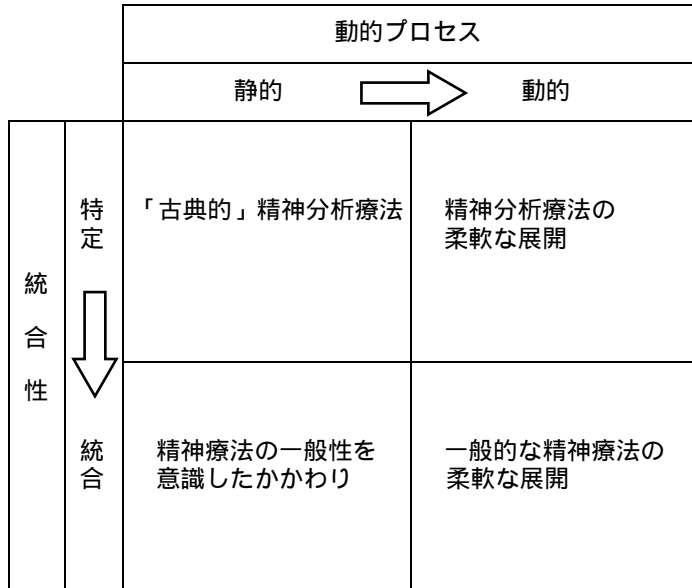 動的プロセス
静的
動的
統合性
特定
「古典的」精神分析療法
精神分析療法の
柔軟な展開
統合
精神療法の一般性を
意識したかかわり
一般的な精神療法の
柔軟な展開